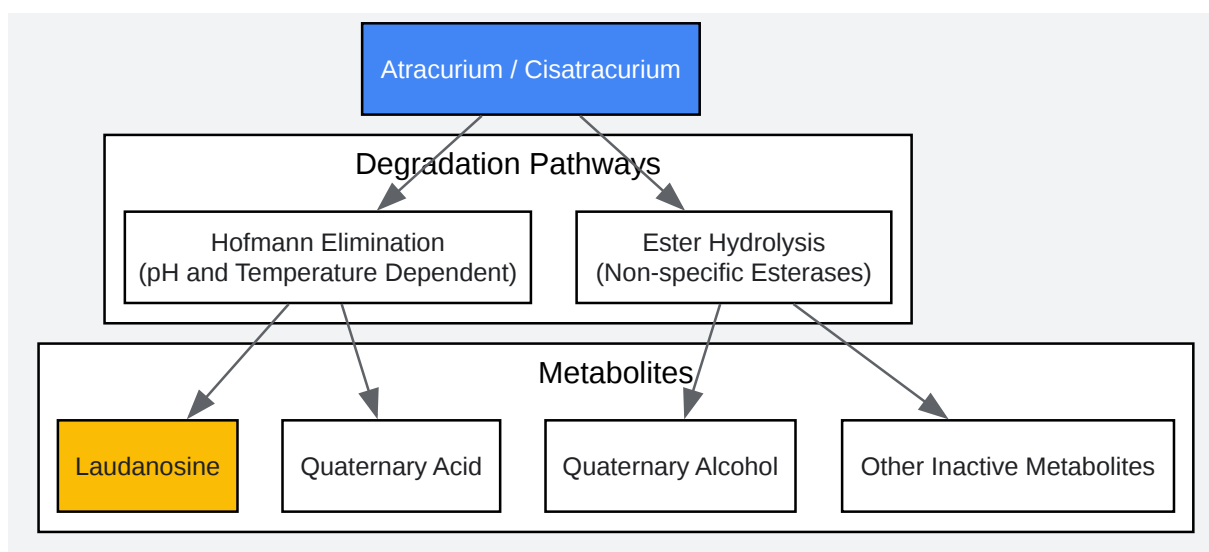 Atracurium / Cisatracurium
Degradation Pathways
Hofmann Elimination
(pH and Temperature Dependent)
Ester Hydrolysis
(Non-specific Esterases)
Metabolites
Laudanosine
Quaternary Acid
Quaternary Alcohol
Other Inactive Metabolites